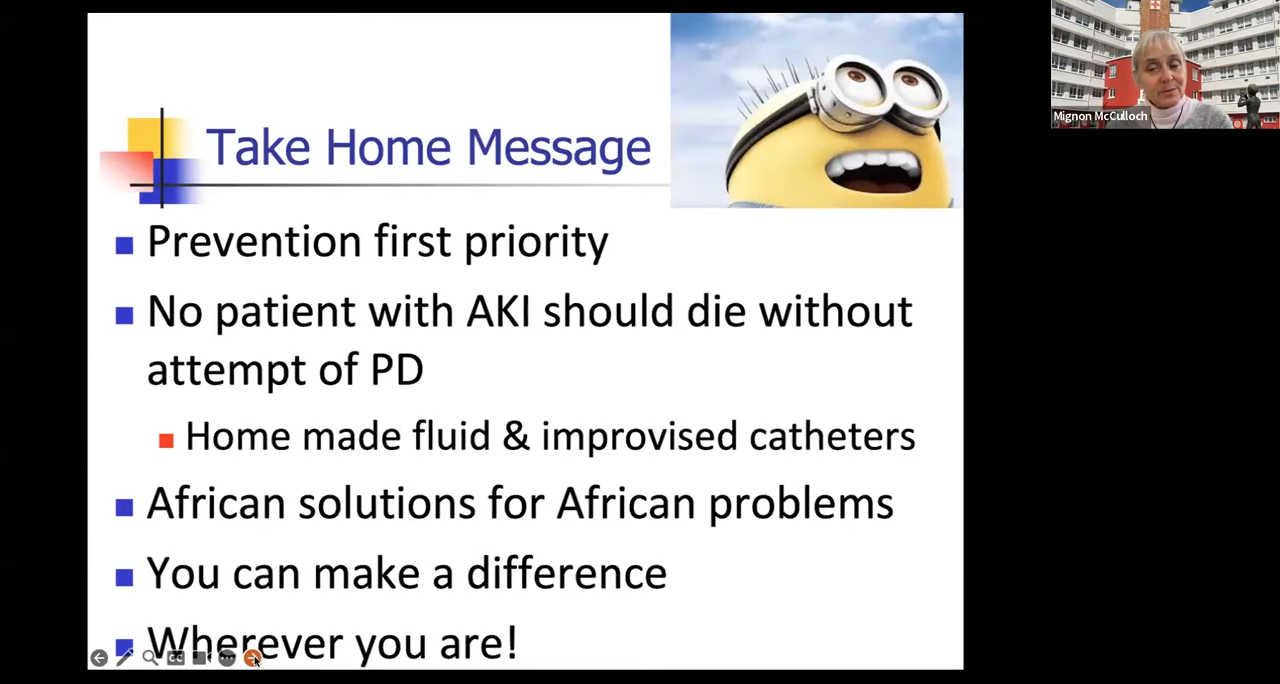 Take Home Message
Prevention first priority
No patient with AKI should die without
attempt of PD
Home made fluid & improvised catheters
African solutions for African problems
You can make a difference
Wherever you are!
CC
Mignon McCulloch